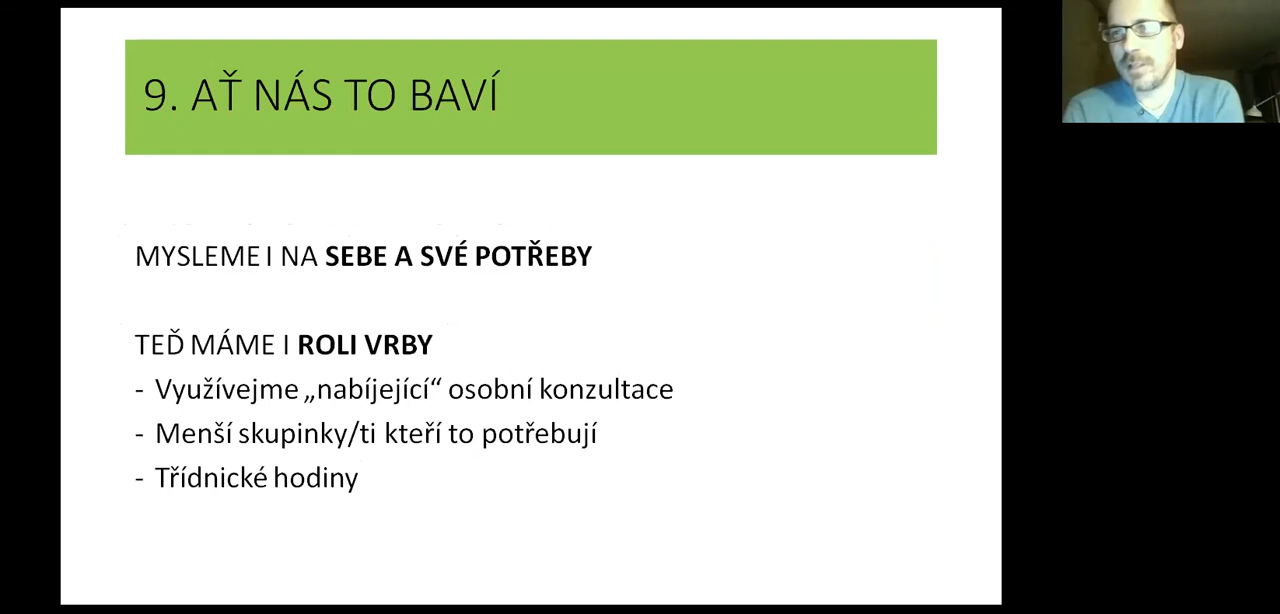 9. AŤ NÁS TO BAVÍ
MYSLEME I NA SEBE A SVÉ POTŘEBY
TEĎ MÁME I ROLI VRBY
- Využívejme „nabíjející“ osobní konzultace
- Menší skupinky/ti kteří to potřebují
- Třídnické hodiny